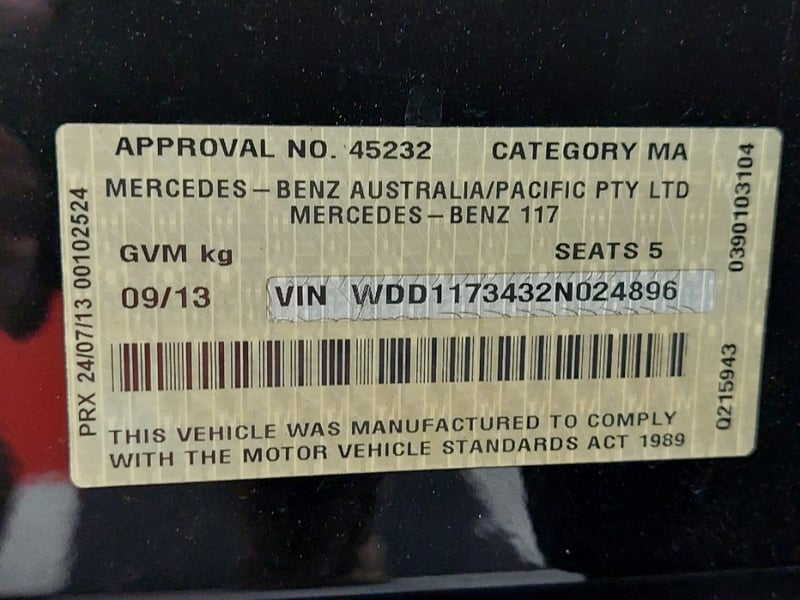 APPROVAL NO. 45232 CATEGORY MA
MERCEDES-BENZ AUSTRALIA/PACIFIC PTY LTD
MERCEDES-BENZ 117
GVM kg SEATS 5
09/13 VIN WDD1173432N024896
THIS VEHICLE WAS MANUFACTURED TO COMPLY
WITH THE MOTOR VEHICLE STANDARDS ACT 1989
PRX 24/07/13 00102524
0390103104
Q215943